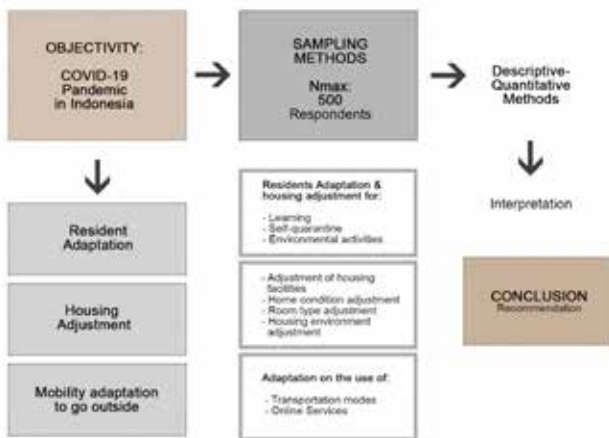 OBJECTIVITY:
COVID-19
Pandemic
in Indonesia
SAMPLING
METHODS
Nmax:
500
Respondents
Descriptive-
Quantitative
Methods
Interpretation
CONCLUSION
Recommendation
Resident
Adaptation
Housing
Adjustment
Mobility adaptation
to go outside
Residents Adaptation &
housing adjustment for:
- Learning
- Self-quarantine
- Environmental activities
- Adjustment of housing
facilities
- Home condition adjustment
- Room type adjustment
- Housing environment
adjustment
Adaptation on the use of:
- Transportation modes
- Online Services